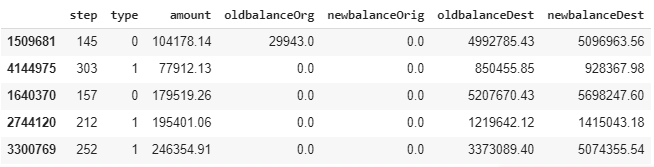 step type amount oldbalanceOrg newbalanceOrig oldbalanceDest newbalanceDest
1509681 145 0 104178.14 29943.0 0.0 4992785.43 5096963.56
4144975 303 1 77912.13 0.0 0.0 850455.85 928367.98
1640370 157 0 179519.26 0.0 0.0 5207670.43 5698247.60
2744120 212 1 195401.06 0.0 0.0 1219642.12 1415043.18
3300769 252 1 246354.91 0.0 0.0 3373089.40 5074355.54